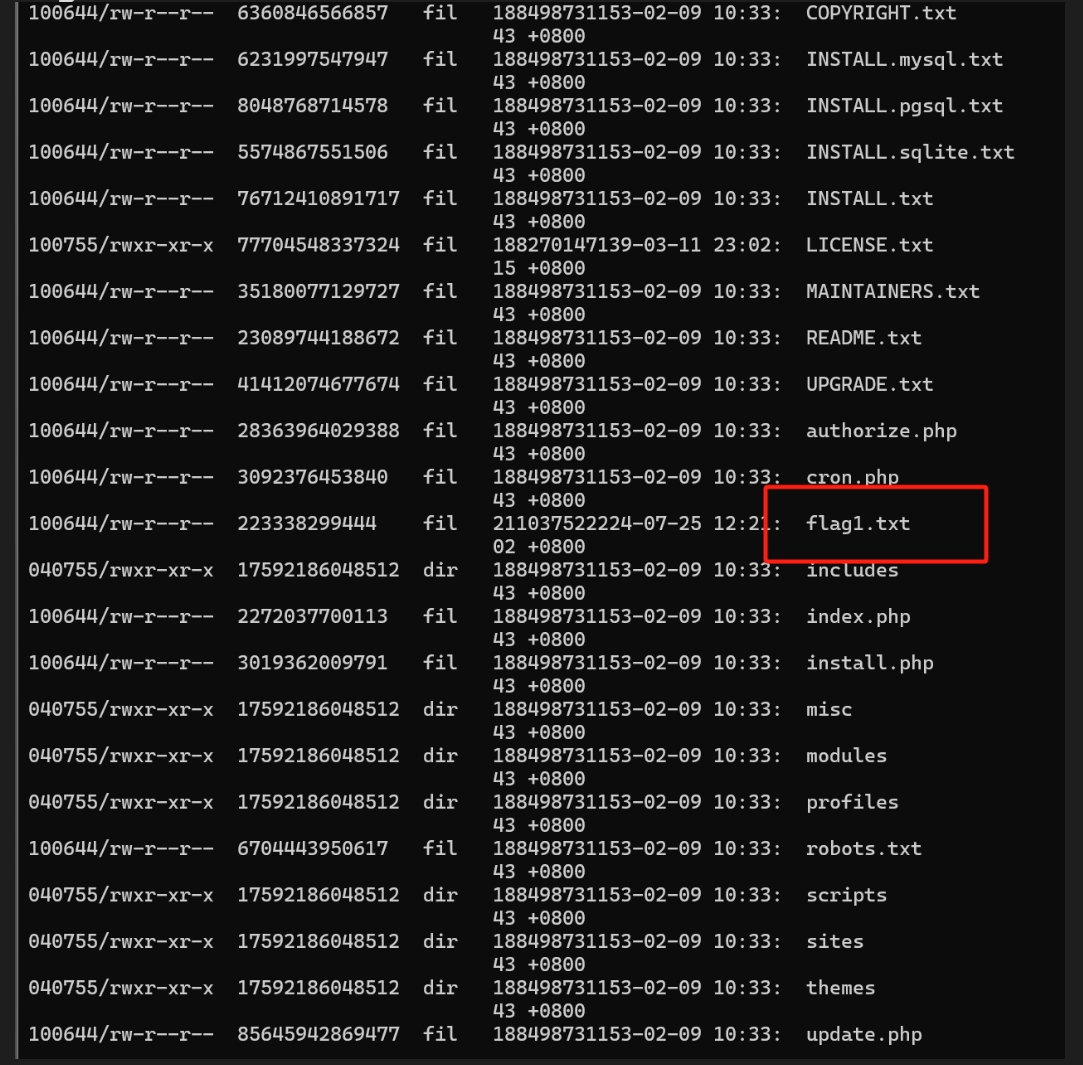 100644/rw-r--r--  6360846566857   fil   188498731153-02-09 10:33:  COPYRIGHT.txt
43 +0800
100644/rw-r--r--  6231997547947   fil   188498731153-02-09 10:33:  INSTALL.mysql.txt
43 +0800
100644/rw-r--r--  8048768714578   fil   188498731153-02-09 10:33:  INSTALL.pgsql.txt
43 +0800
100644/rw-r--r--  5574867551506   fil   188498731153-02-09 10:33:  INSTALL.sqlite.txt
43 +0800
100644/rw-r--r--  76712410891717  fil   188498731153-02-09 10:33:  INSTALL.txt
43 +0800
100755/rwxr-xr-x  77704548337324  fil   188270147139-03-11 23:02:  LICENSE.txt
15 +0800
100644/rw-r--r--  35180077129727  fil   188498731153-02-09 10:33:  MAINTAINERS.txt
43 +0800
100644/rw-r--r--  23089744188672  fil   188498731153-02-09 10:33:  README.txt
43 +0800
100644/rw-r--r--  41412074677674  fil   188498731153-02-09 10:33:  UPGRADE.txt
43 +0800
100644/rw-r--r--  28363964029388  fil   188498731153-02-09 10:33:  authorize.php
43 +0800
100644/rw-r--r--  3092376453840   fil   188498731153-02-09 10:33:  cron.php
43 +0800
100644/rw-r--r--  223338299444    fil   211037522224-07-25 12:21:  flag1.txt
02 +0800
040755/rwxr-xr-x  17592186048512  dir   188498731153-02-09 10:33:  includes
43 +0800
100644/rw-r--r--  2272037700113   fil   188498731153-02-09 10:33:  index.php
43 +0800
100644/rw-r--r--  3019362009791   fil   188498731153-02-09 10:33:  install.php
43 +0800
040755/rwxr-xr-x  17592186048512  dir   188498731153-02-09 10:33:  misc
43 +0800
040755/rwxr-xr-x  17592186048512  dir   188498731153-02-09 10:33:  modules
43 +0800
040755/rwxr-xr-x  17592186048512  dir   188498731153-02-09 10:33:  profiles
43 +0800
100644/rw-r--r--  6704443950617   fil   188498731153-02-09 10:33:  robots.txt
43 +0800
040755/rwxr-xr-x  17592186048512  dir   188498731153-02-09 10:33:  scripts
43 +0800
040755/rwxr-xr-x  17592186048512  dir   188498731153-02-09 10:33:  sites
43 +0800
040755/rwxr-xr-x  17592186048512  dir   188498731153-02-09 10:33:  themes
43 +0800
100644/rw-r--r--  85645942869477  fil   188498731153-02-09 10:33:  update.php